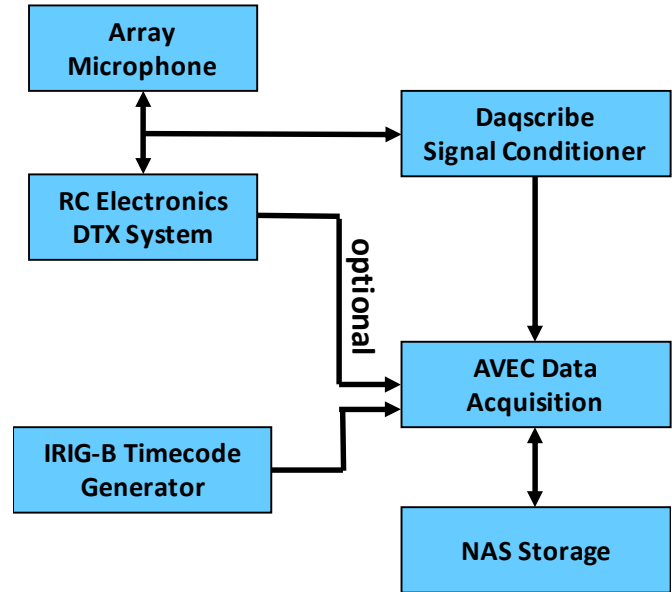 Array
Microphone
Daqscribe
Signal Conditioner
RC Electronics
DTX System
optional
AVEC Data
Acquisition
IRIG-B Timecode
Generator
NAS Storage